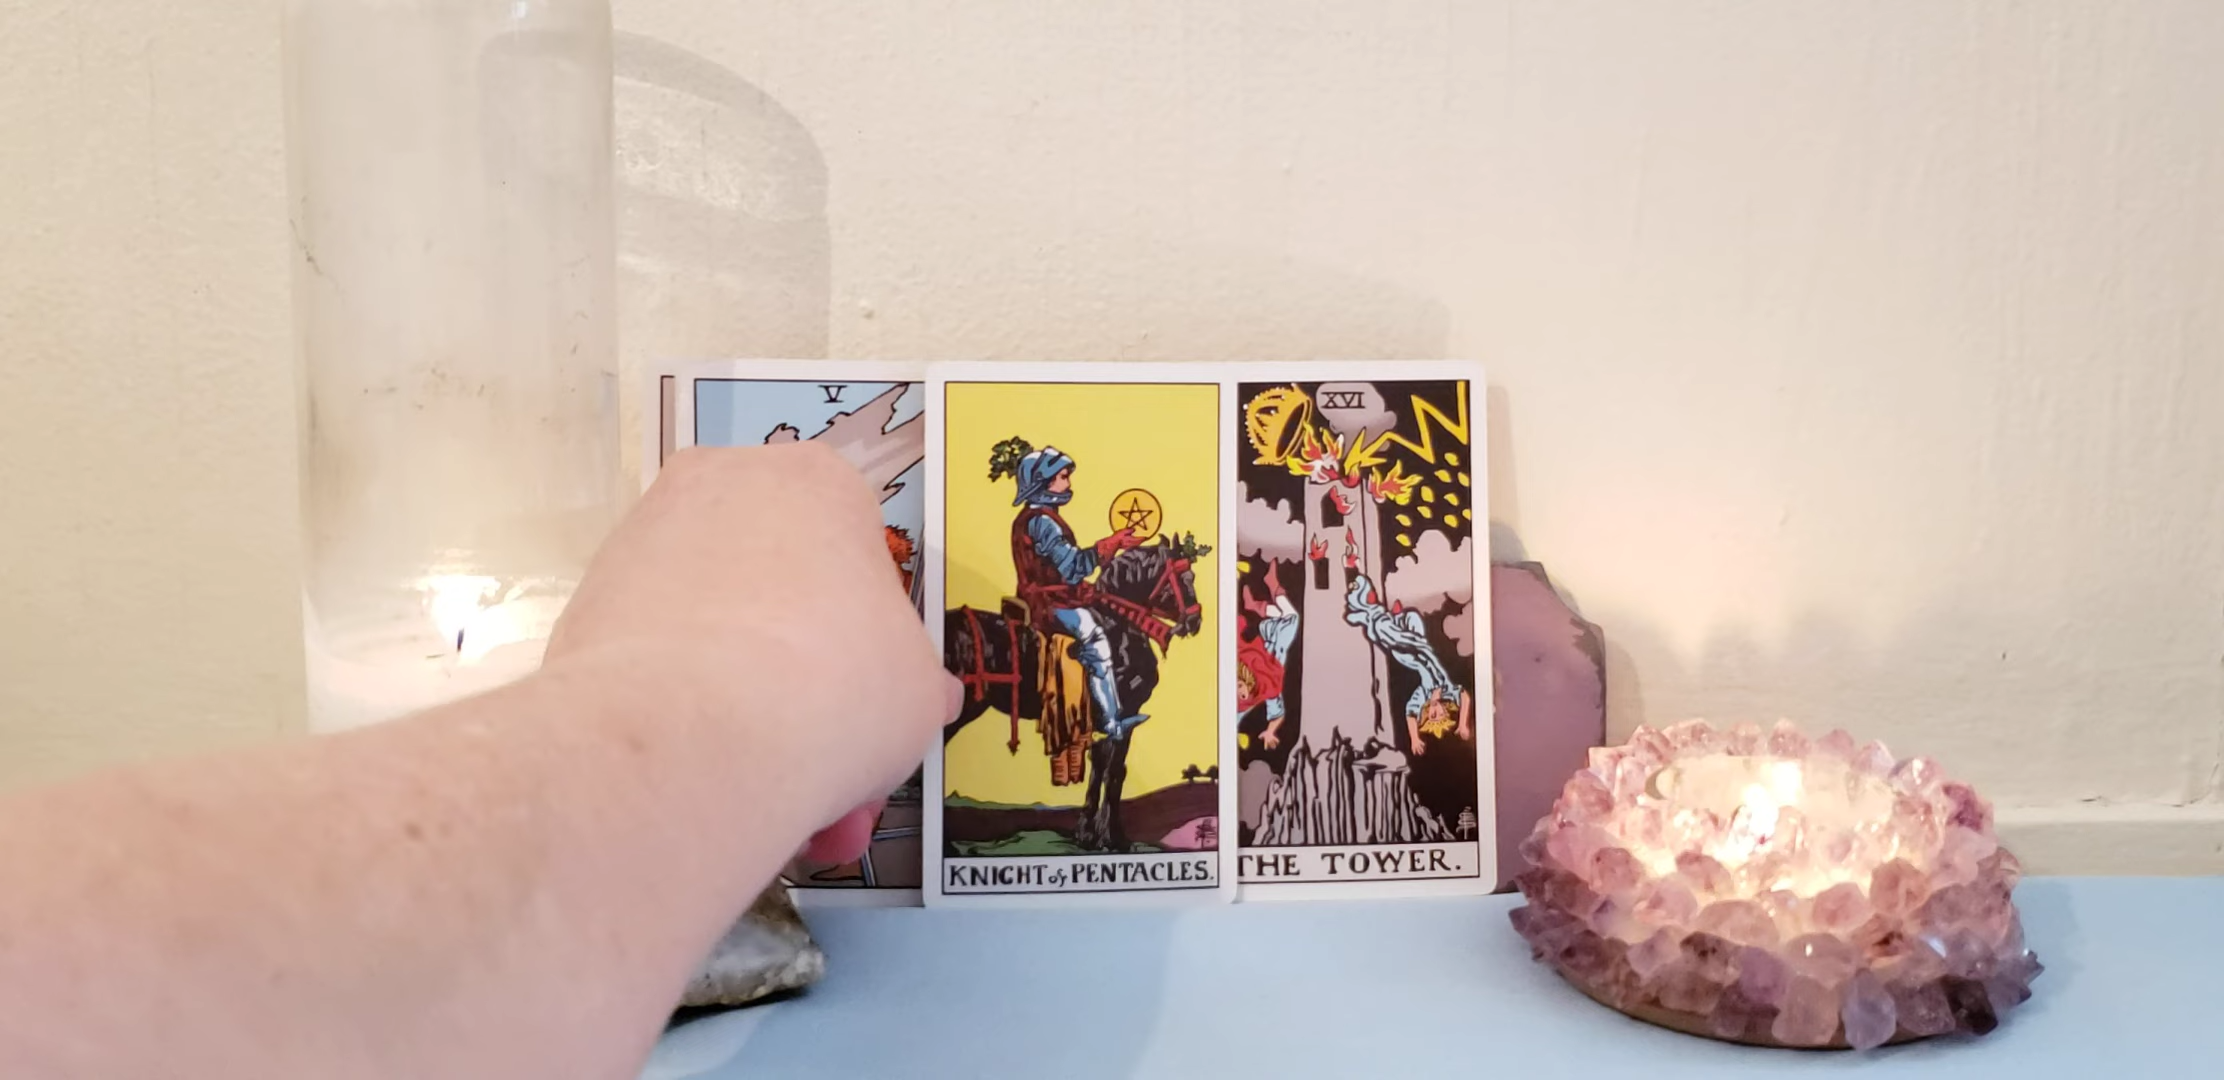 V
XVI
KNIGHT of PENTACLES.
THE TOWER.